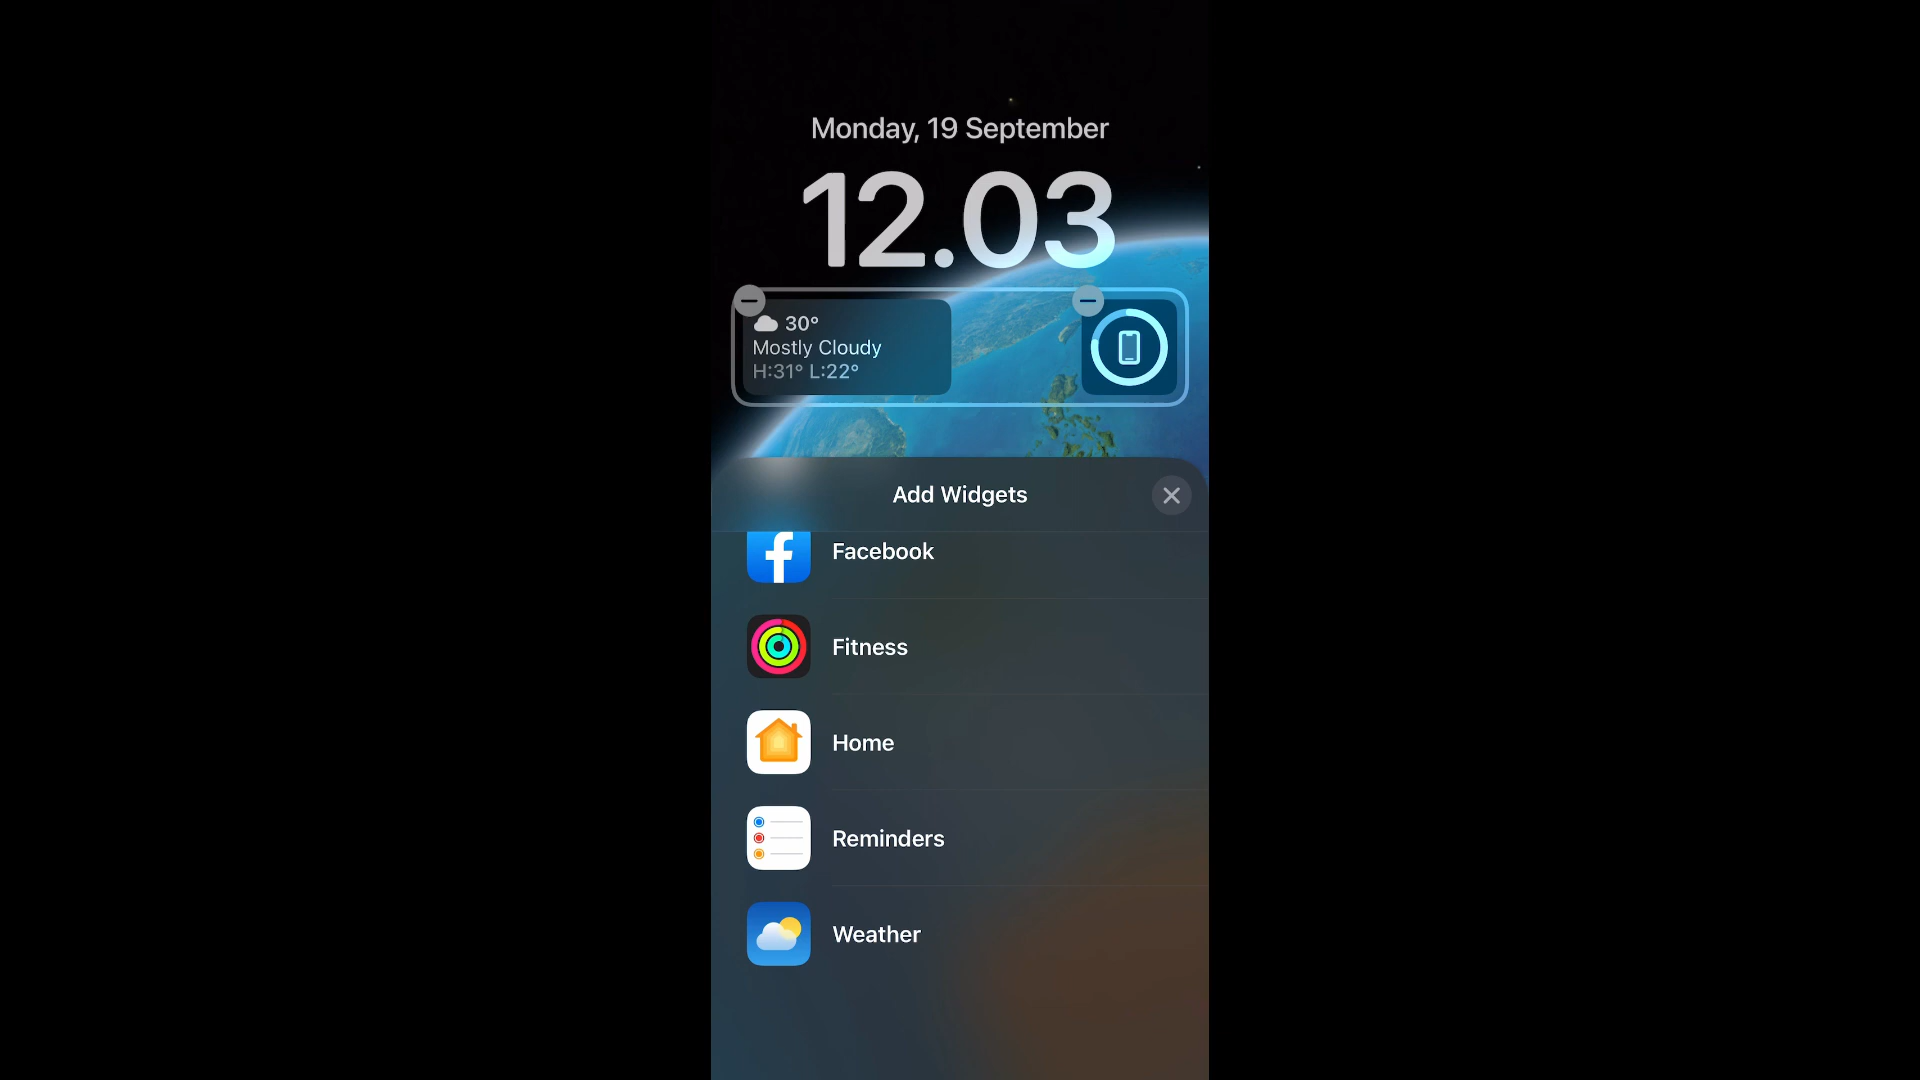 Monday, 19 September
12.03
30°
Mostly Cloudy
H:31° L:22°
Add Widgets
Facebook
Fitness
Home
Reminders
Weather